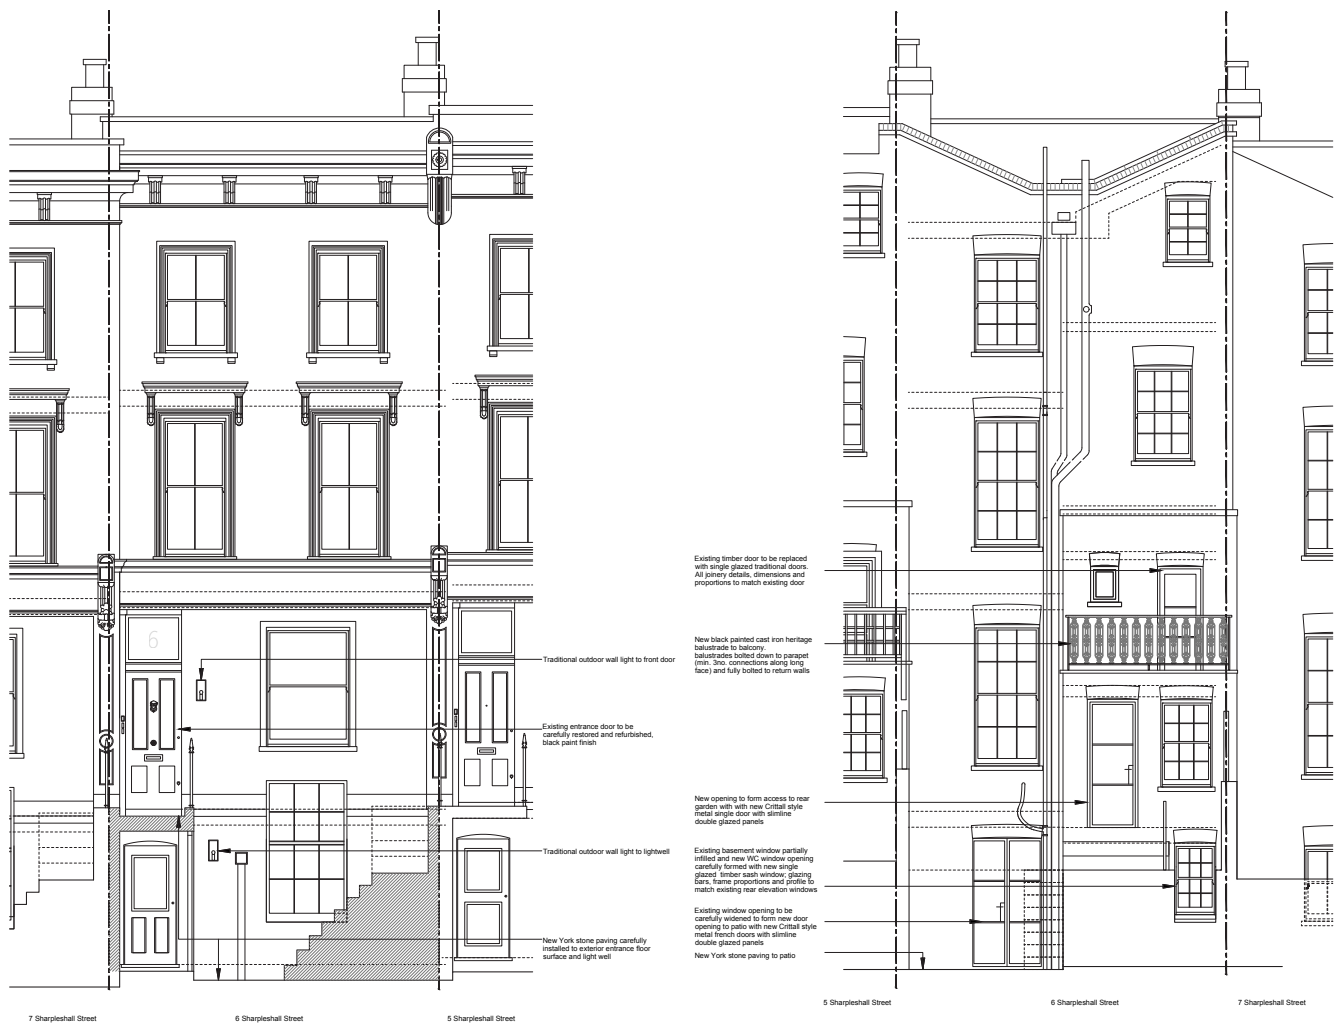 6
Traditional outdoor wall light to front door
Existing entrance door to be
carefully restored and refurbished,
black paint finish
Traditional outdoor wall light to lightwell
New York stone paving carefully
installed to exterior entrance floor
surface and light well
7 Sharpleshall Street
6 Sharpleshall Street
5 Sharpleshall Street
Existing timber door to be replaced
with single glazed traditional doors.
All joinery details, dimensions and
proportions to match existing door
New black painted cast iron heritage
balustrade to balcony.
balustrades bolted down to parapet
(min. 3no. connections along long
face) and fully bolted to return walls
New opening to form access to rear
garden with with new Crittall style
metal single door with slimline
double glazed panels
Existing basement window partially
infilled and new WC window opening
carefully formed with new single
glazed timber sash window; glazing
bars, frame proportions and profile to
match existing rear elevation windows
Existing window opening to be
carefully widened to form new door
opening to patio with new Crittall style
metal french doors with slimline
double glazed panels
New York stone paving to patio
5 Sharpleshall Street
6 Sharpleshall Street
7 Sharpleshall Street